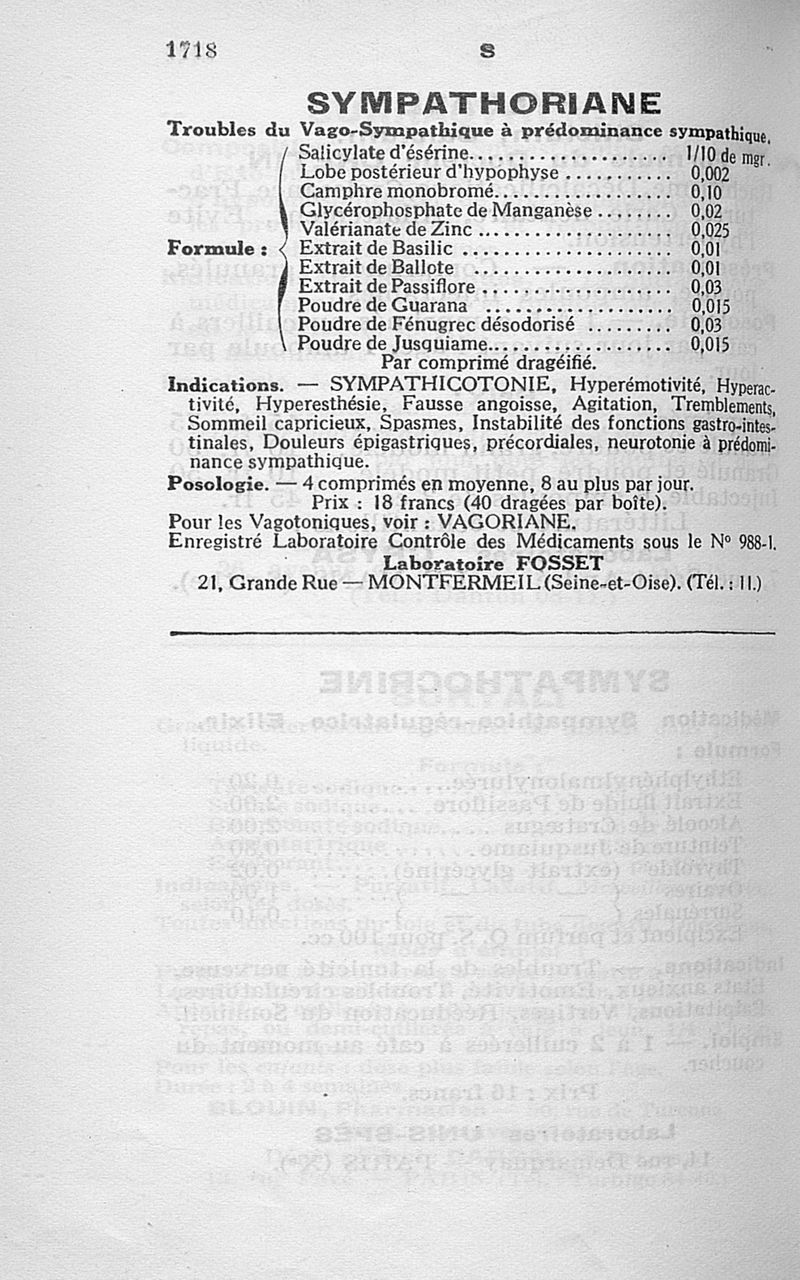 1718 S
SYMPATHORIANE
Troubles du Vago-Sympathique à prédominance sympathique.
Salicylate d'ésérine.................... 1/10 de mgr.
Lobe postérieur d'hypophyse ........... 0,002
Camphre monobromé.................. 0,10
Glycérophosphate de Manganèse ........ 0,02
Valérianate de Zinc .................... 0,025
Formule : Extrait de Basilic ..................... 0,01
Extrait de Ballote .................... 0,01
Extrait de Passiflore ................... 0,03
Poudre de Guarana ................... 0,015
Poudre de Fénugrec désodorisé ......... 0,03
Poudre de Jusquiame................... 0,015
Par comprimé dragéifié.
Indications. — SYMPATHICOTONIE, Hyperémotivité, Hyperac-
tivité, Hyperesthésie, Fausse angoisse, Agitation, Tremblements,
Sommeil capricieux, Spasmes, Instabilité des fonctions gastro-intes-
tinales, Douleurs épigastriques, précordiales, neurotonie à prédomi-
nance sympathique.
Posologie. — 4 comprimés en moyenne, 8 au plus par jour.
Prix : 18 francs (40 dragées par boîte).
Pour les Vagotoniques, voir : VAGORIANE.
Enregistré Laboratoire Contrôle des Médicaments sous le N° 988-1.
Laboratoire FOSSET
21, Grande Rue — MONTFERMEIL (Seine-et-Oise). (Tél. : 11.)